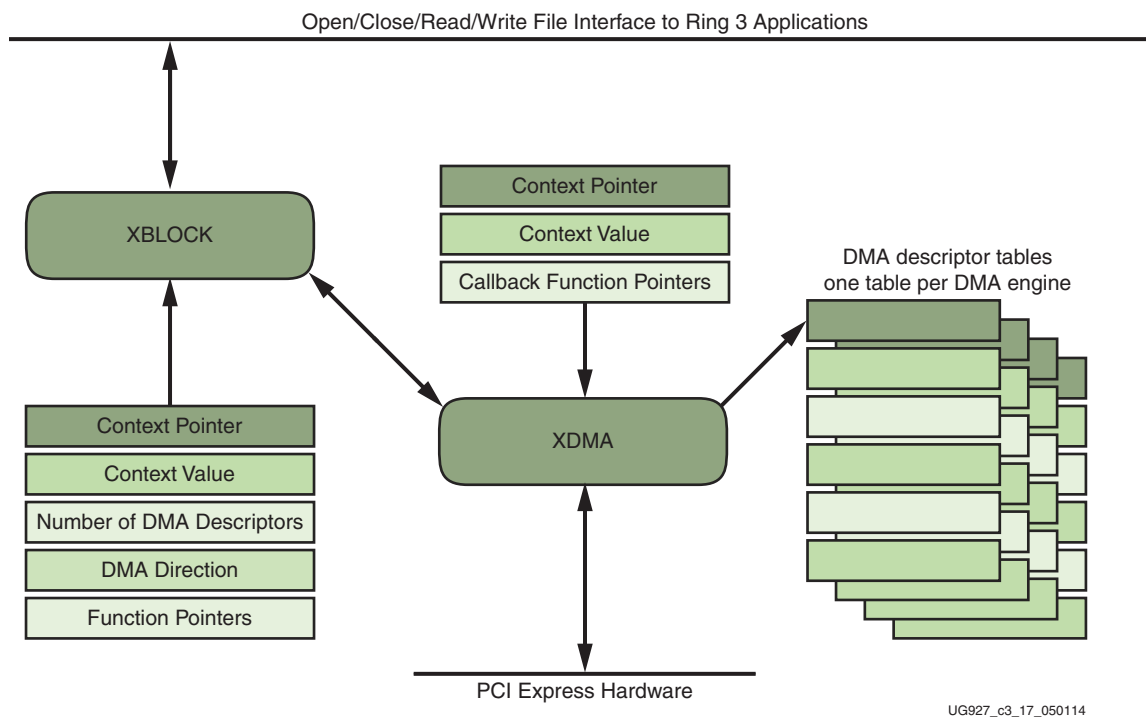 Open/Close/Read/Write File Interface to Ring 3 Applications
XBLOCK
Context Pointer
Context Value
Callback Function Pointers
DMA descriptor tables
one table per DMA engine
Context Pointer
Context Value
Number of DMA Descriptors
DMA Direction
Function Pointers
XDMA
PCI Express Hardware
UG927_c3_17_050114